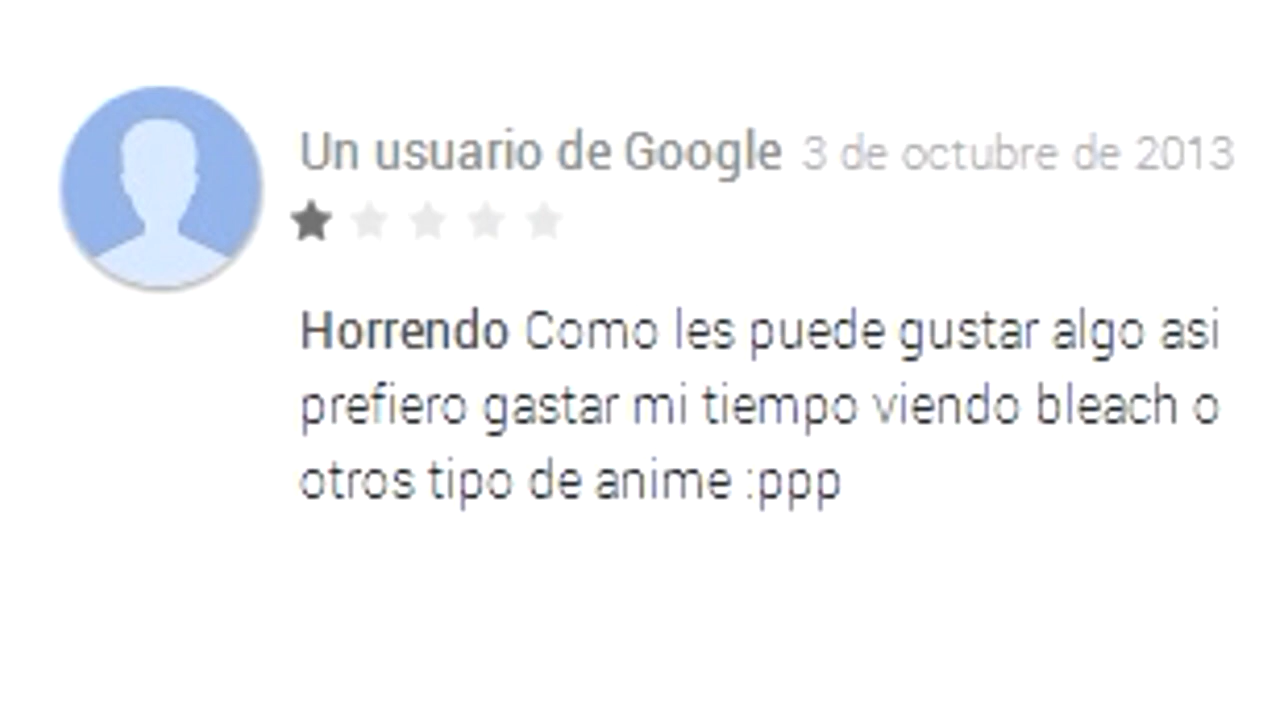 Un usuario de Google 3 de octubre de 2013
Horrendo Como les puede gustar algo asi
prefiero gastar mi tiempo viendo bleach o
otros tipo de anime :ppp